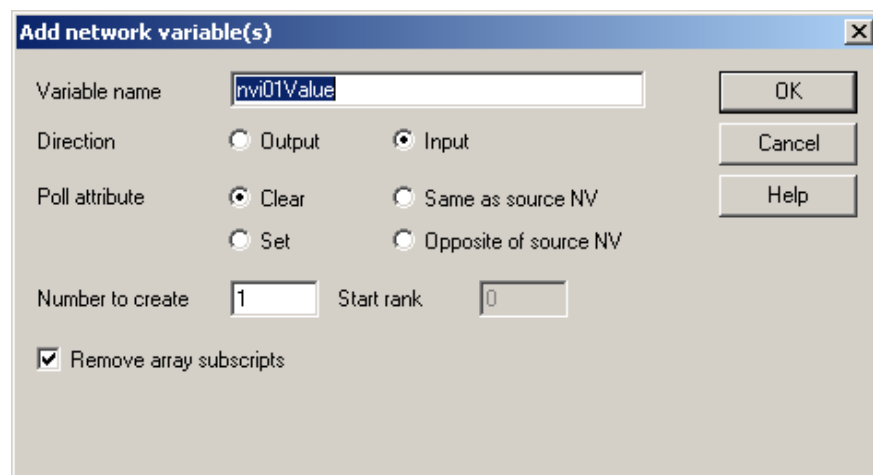 Add network variable(s)
Variable name nvi01Value OK
Direction Output Input Cancel
Poll attribute Clear Same as source NV Help
Set Opposite of source NV
Number to create 1 Start rank 0
Remove array subscripts